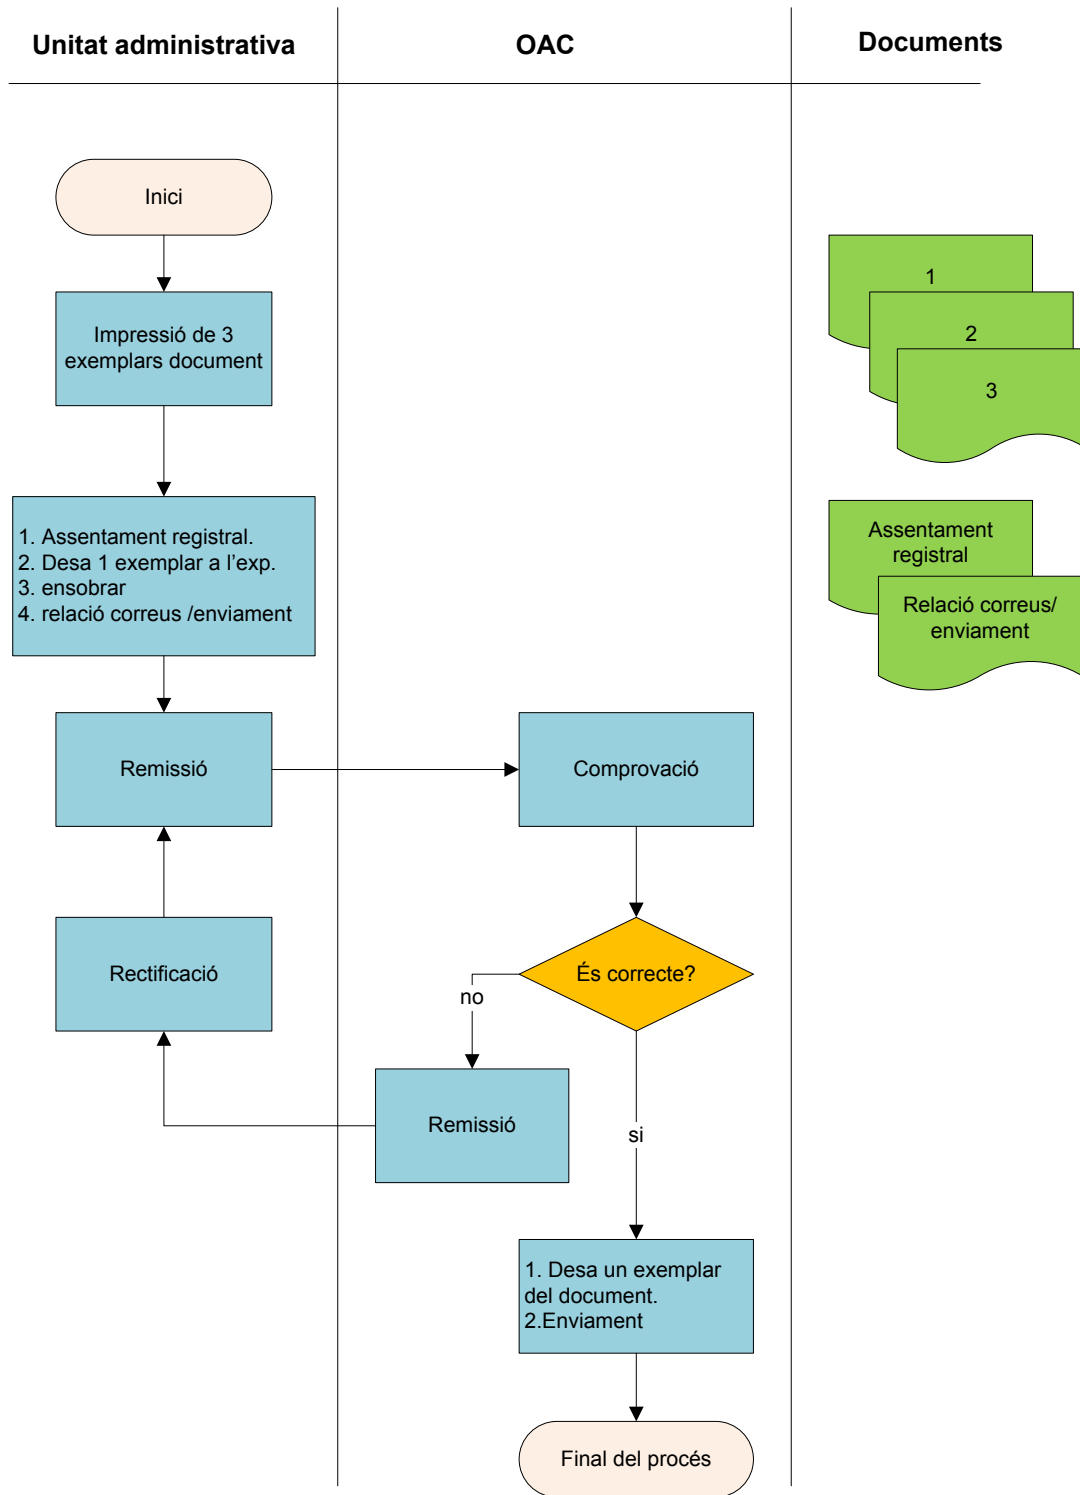 Unitat administrativa
OAC
Documents
Inici
1
Impressió de 3
exemplars document
2
3
1. Assentament registral.
2. Desa 1 exemplar a l’exp.
3. ensobrar
4. relació correus /enviament
Assentament
registral
Relació correus/
enviament
Remissió
Comprovació
Rectificació
És correcte?
no
Remissió
si
1. Desa un exemplar
del document.
2.Enviament
Final del procés